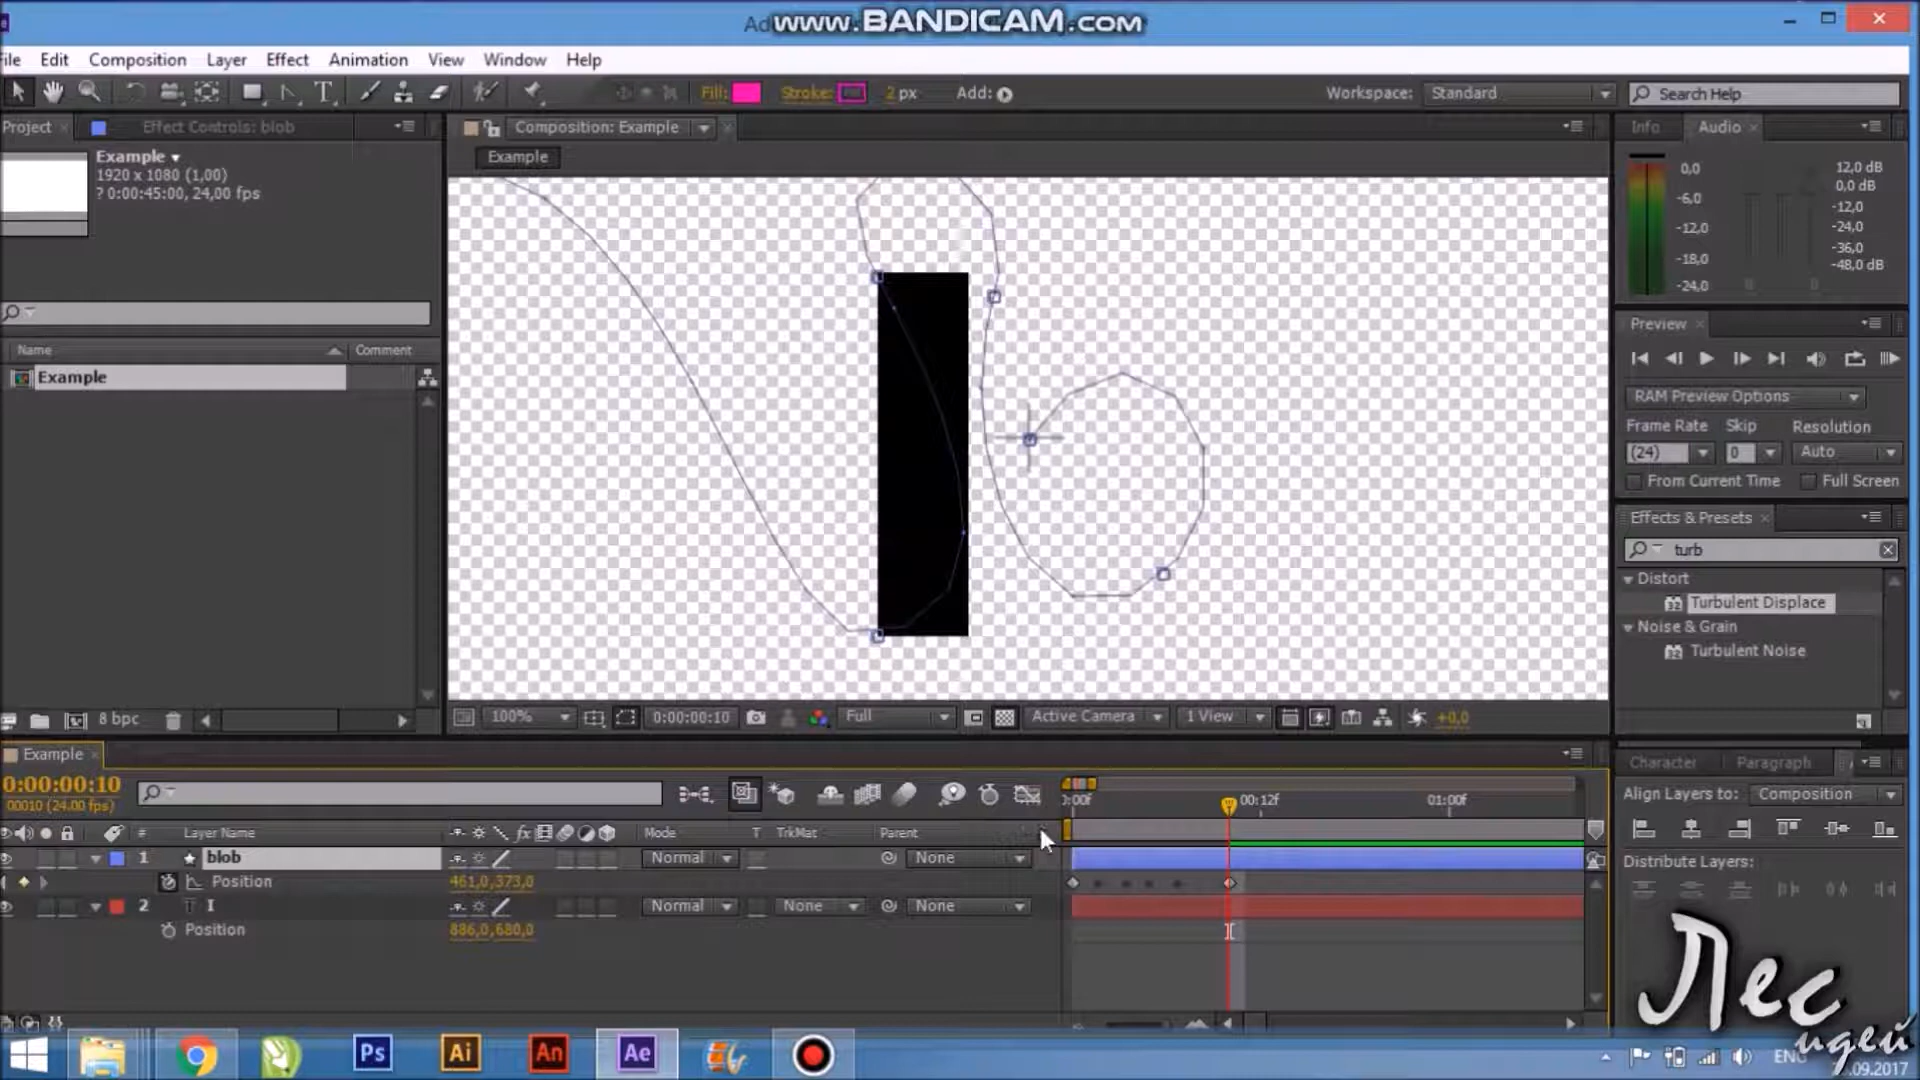 www.BANDICAM.com
File Edit Composition Layer Effect Animation View Window Help
Fill: Stroke: 2 px Add: Workspace: Standard Search Help
Project Effect Controls: blob Composition: Example Info Audio
Example
Example
1920 x 1080 (1,00)
? 0:00:45:00, 24,00 fps
0,0
-6,0
-12,0
-18,0
-24,0
12,0 dB
0,0 dB
-12,0
-24,0
-36,0
-48,0 dB
Preview
RAM Preview Options
Frame Rate Skip Resolution
(24) 0 Auto
From Current Time Full Screen
Name Comment
Example
Effects & Presets
turb
Distort
32 Turbulent Displace
Noise & Grain
32 Turbulent Noise
8 bpc
100% 0:00:00:10 Full Active Camera 1 View +0,0
Example
0:00:00:10
00010 (24.00 fps)
0:00f 00:12f 01:00f
# Layer Name fx Mode T TrkMat Parent
1 blob Normal None
Position 461,0,373,0
2 T I Normal None None
Position 886,0,680,0
Character Paragraph
Align Layers to: Composition
Distribute Layers:
Лес
идей
Ps Ai An Ae
ENG
.09.2017